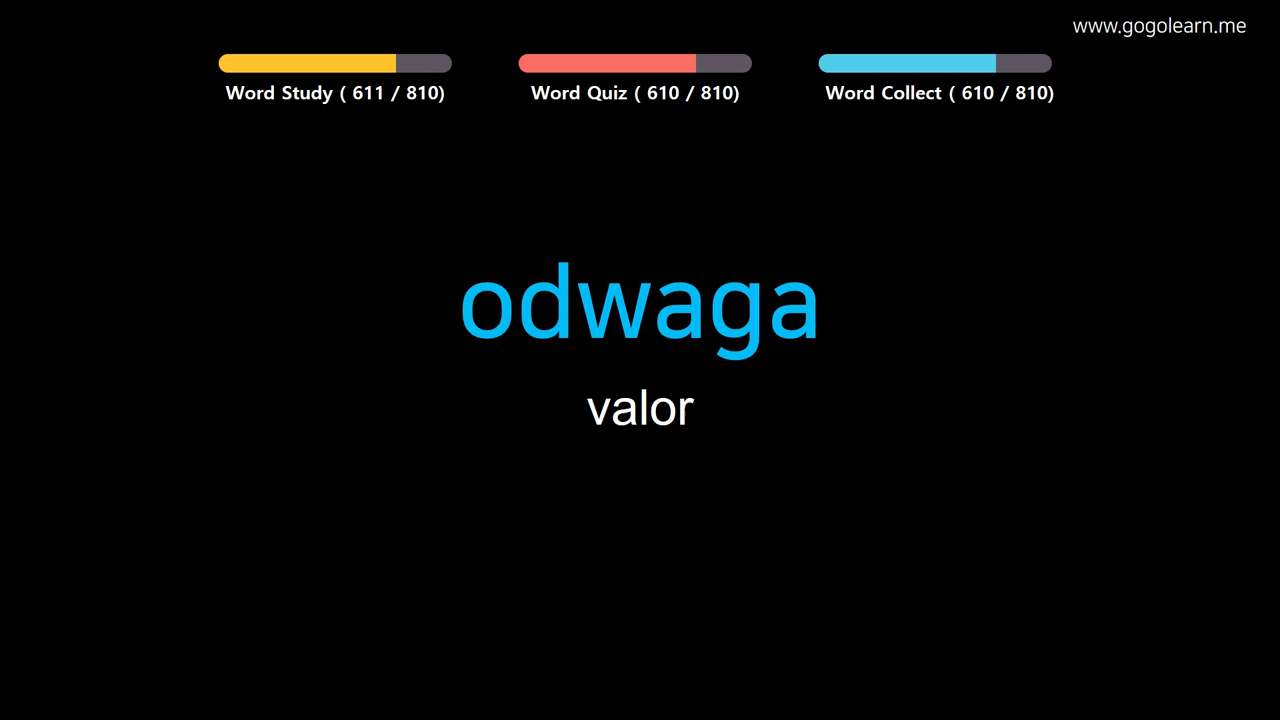 www.gogolearn.me
Word Study ( 611 / 810)
Word Quiz ( 610 / 810)
Word Collect ( 610 / 810)
odwaga
valor